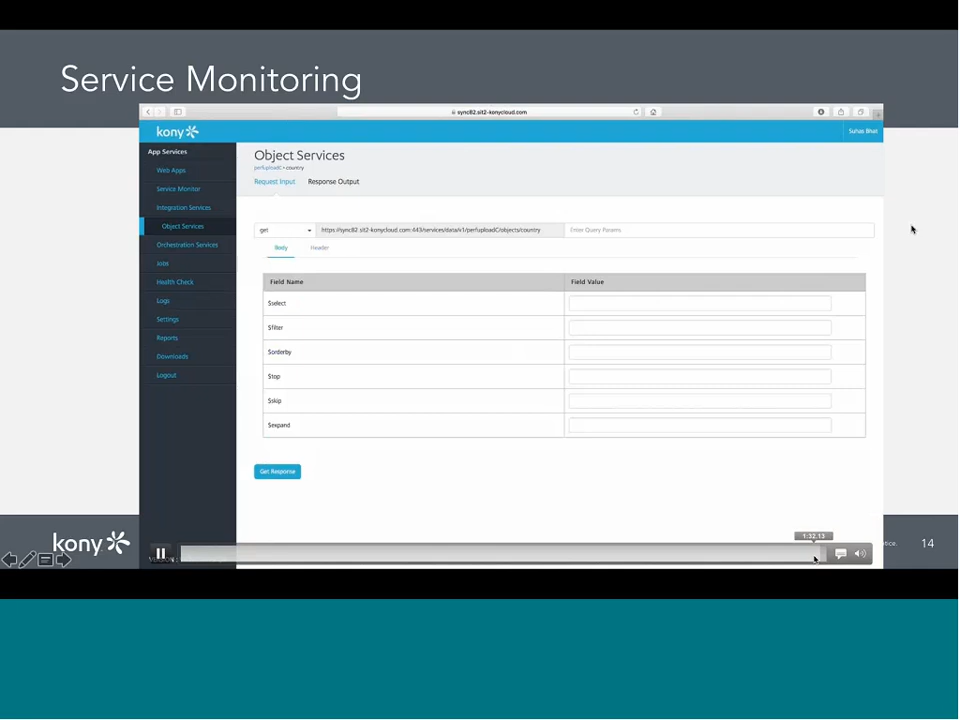 Service Monitoring
sync82.sit2-konycloud.com
kony
Suhas Bhat
App Services
Web Apps
Service Monitor
Integration Services
Object Services
Orchestration Services
Jobs
Health Check
Logs
Settings
Reports
Downloads
Logout
Object Services
perfuploadC > country
Request Input Response Output
get https://sync82.sit2-konycloud.com:443/services/data/v1/perfuploadC/objects/country Enter Query Params
Body Header
Field Name Field Value
$select
$filter
$orderby
$top
$skip
$expand
Get Response
1:32.13
kony
14